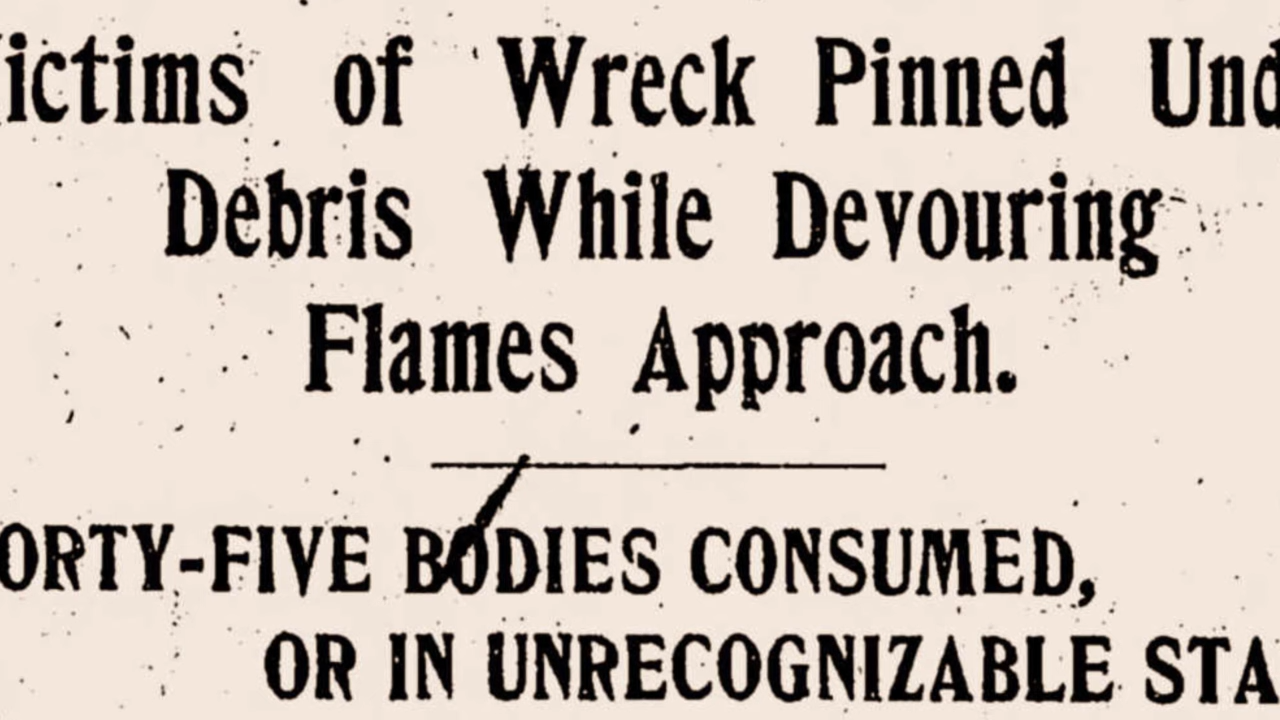 ictims of Wreck Pinned Und
Debris While Devouring
Flames Approach.
ORTY-FIVE BODIES CONSUMED,
OR IN UNRECOGNIZABLE STA